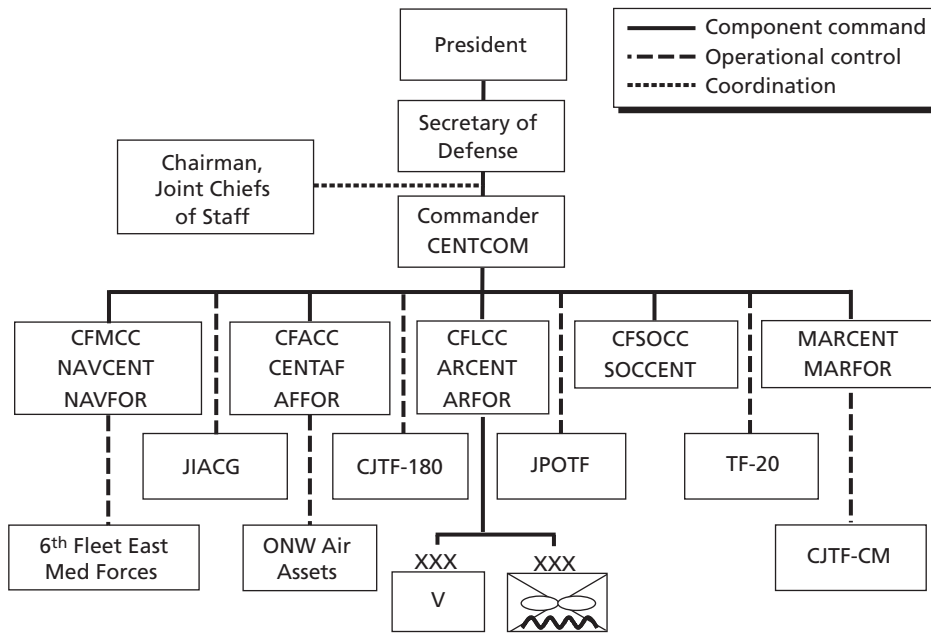 President
Component command
Operational control
Coordination
Secretary of
Defense
Chairman,
Joint Chiefs
of Staff
Commander
CENTCOM
CFMCC
NAVCENT
NAVFOR
CFACC
CENTAF
AFFOR
CFLCC
ARCENT
ARFOR
CFSOCC
SOCCENT
MARCENT
MARFOR
JIACG
CJTF-180
JPOTF
TF-20
6th Fleet East
Med Forces
ONW Air
Assets
XXX
V
XXX
CJTF-CM